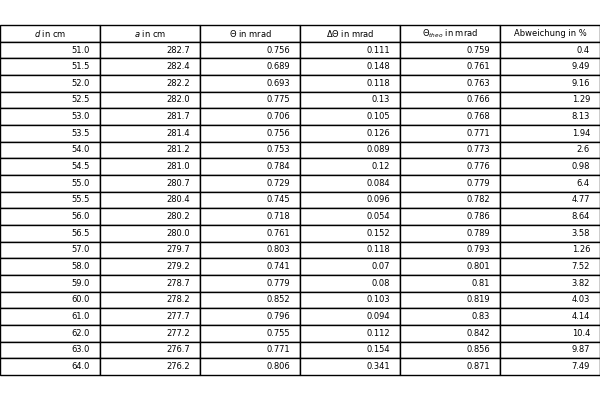 d in cm a in cm Θ in mrad ΔΘ in mrad Θtheo in mrad Abweichung in %
51.0 282.7 0.756 0.111 0.759 0.4
51.5 282.4 0.689 0.148 0.761 9.49
52.0 282.2 0.693 0.118 0.763 9.16
52.5 282.0 0.775 0.13 0.766 1.29
53.0 281.7 0.706 0.105 0.768 8.13
53.5 281.4 0.756 0.126 0.771 1.94
54.0 281.2 0.753 0.089 0.773 2.6
54.5 281.0 0.784 0.12 0.776 0.98
55.0 280.7 0.729 0.084 0.779 6.4
55.5 280.4 0.745 0.096 0.782 4.77
56.0 280.2 0.718 0.054 0.786 8.64
56.5 280.0 0.761 0.152 0.789 3.58
57.0 279.7 0.803 0.118 0.793 1.26
58.0 279.2 0.741 0.07 0.801 7.52
59.0 278.7 0.779 0.08 0.81 3.82
60.0 278.2 0.852 0.103 0.819 4.03
61.0 277.7 0.796 0.094 0.83 4.14
62.0 277.2 0.755 0.112 0.842 10.4
63.0 276.7 0.771 0.154 0.856 9.87
64.0 276.2 0.806 0.341 0.871 7.49